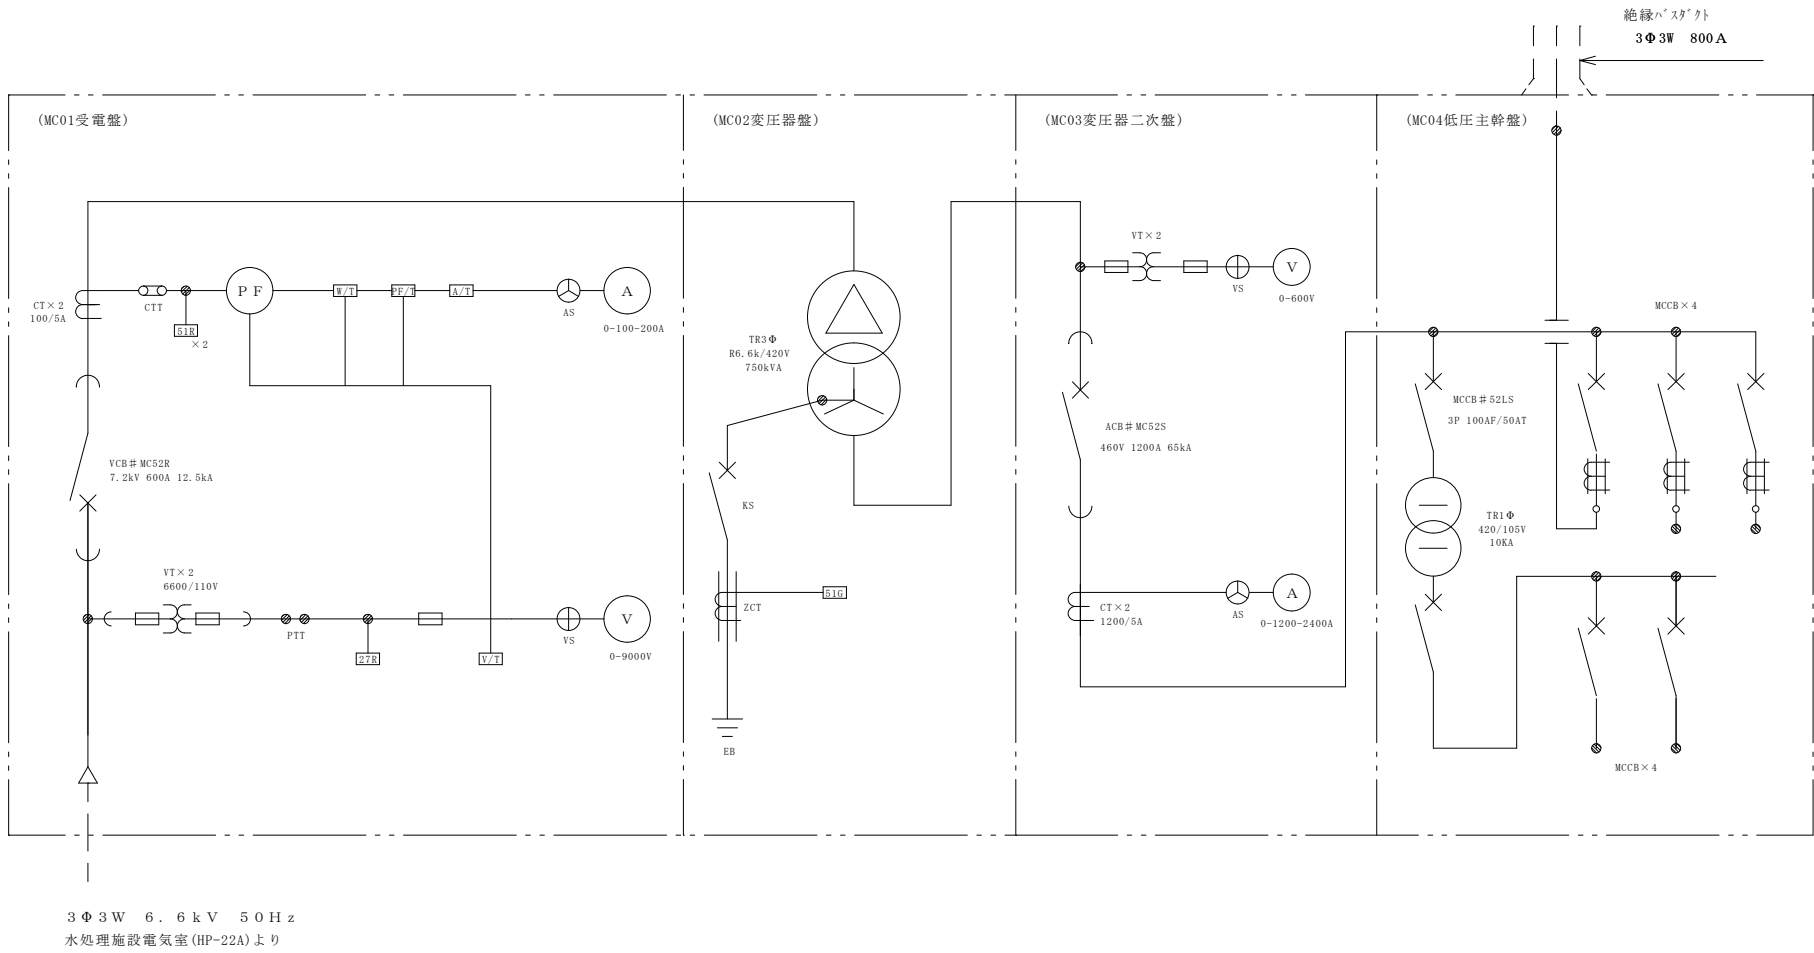 絶縁ﾊﾞｽﾀﾞｸﾄ
3Φ3W 800A
(MC01受電盤)
(MC02変圧器盤)
(MC03変圧器二次盤)
(MC04低圧主幹盤)
CT×2
100/5A
CTT
51R
×2
PF
W/T
PF/T
A/T
AS
A
0-100-200A
VCB＃MC52R
7.2kV 600A 12.5kA
VT×2
6600/110V
PTT
27R
V/T
VS
V
0-9000V
TR3Φ
R6.6k/420V
750kVA
KS
ZCT
51G
EB
VT×2
VS
V
0-600V
ACB＃MC52S
460V 1200A 65kA
CT×2
1200/5A
AS
A
0-1200-2400A
MCCB×4
MCCB＃52LS
3P 100AF/50AT
TR1Φ
420/105V
10KA
MCCB×4
3Φ3W 6.6kV 50Hz
水処理施設電気室(HP-22A)より